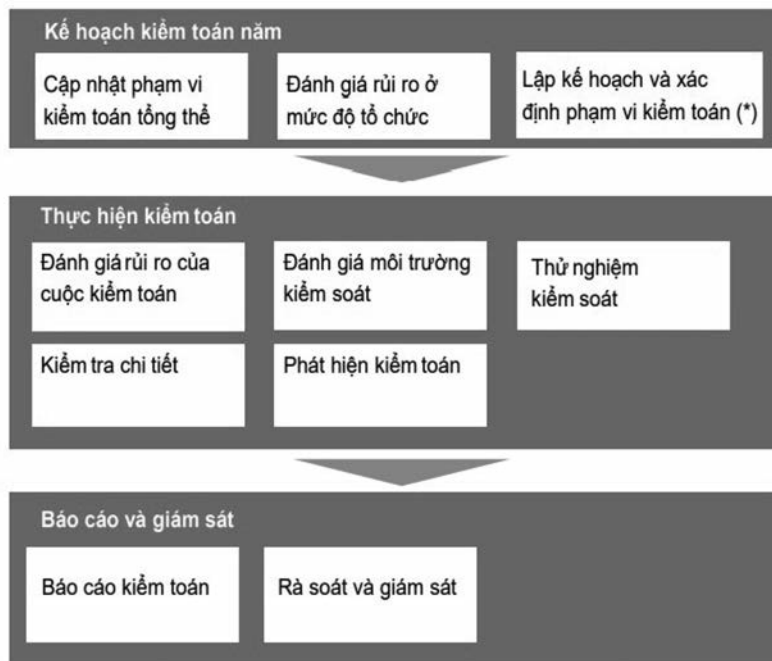 Kế hoạch kiểm toán năm
Cập nhật phạm vi
kiểm toán tổng thể
Đánh giá rủi ro ở
mức độ tổ chức
Lập kế hoạch và xác
định phạm vi kiểm toán (*)
Thực hiện kiểm toán
Đánh giá rủi ro của
cuộc kiểm toán
Đánh giá môi trường
kiểm soát
Thử nghiệm
kiểm soát
Kiểm tra chi tiết
Phát hiện kiểm toán
Báo cáo và giám sát
Báo cáo kiểm toán
Rà soát và giám sát